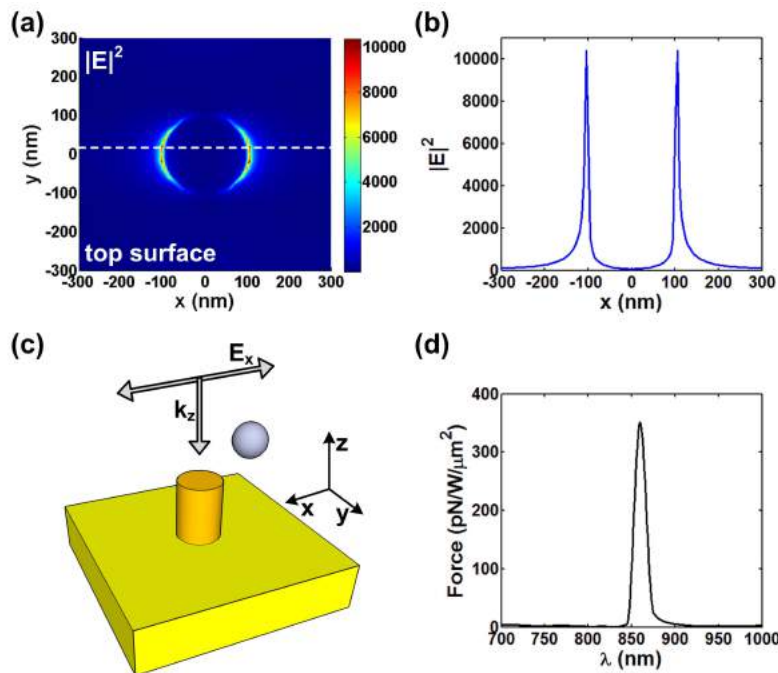 (a)
|E|²
300
200
100
0
-100
-200
-300
y (nm)
top surface
-300 -200 -100 0 100 200 300
x (nm)
10000
8000
6000
4000
2000
(b)
|E|²
10000
8000
6000
4000
2000
0
-300 -200 -100 0 100 200 300
x (nm)
(c)
Eₓ
k_z
z
x
y
(d)
Force (pN/W/μm²)
400
300
200
100
0
700 750 800 850 900 950 1000
λ (nm)